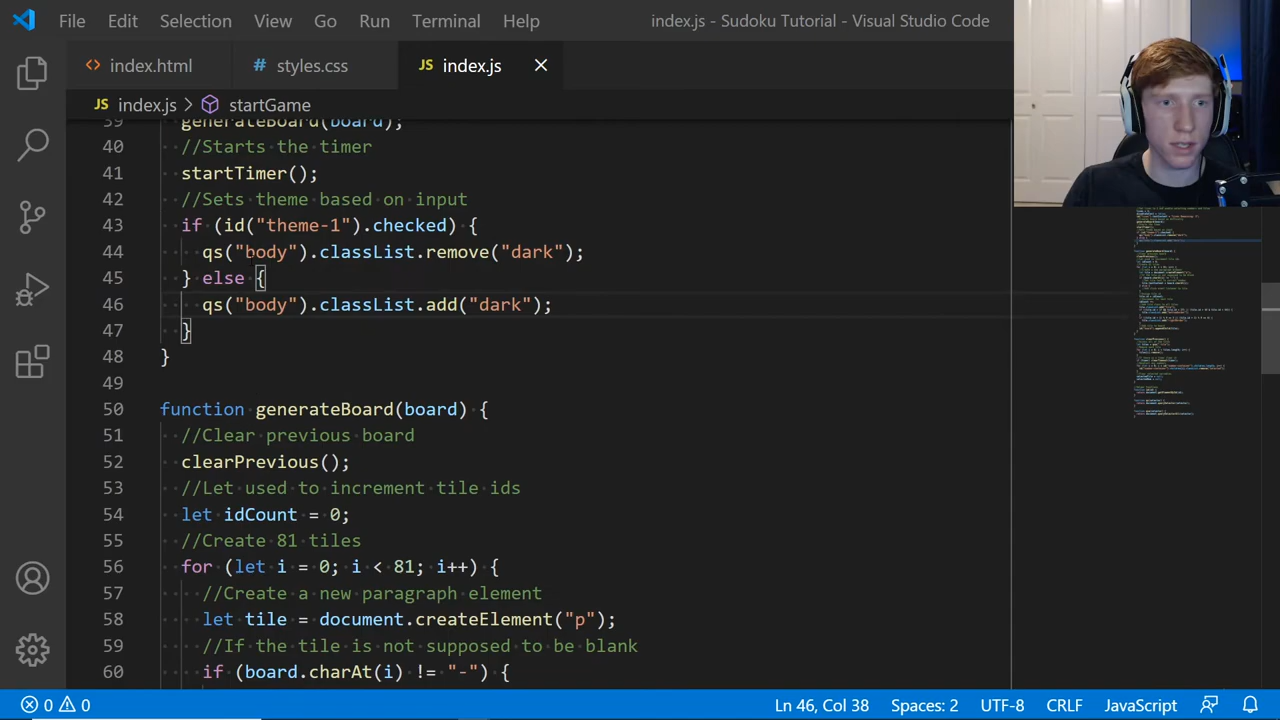 File Edit Selection View Go Run Terminal Help index.js - Sudoku Tutorial - Visual Studio Code
<> index.html # styles.css JS index.js ×
JS index.js > startGame
39 generateBoard(board);
40 //Starts the timer
41 startTimer();
42 //Sets theme based on input
43 if (id("theme-1").checked) {
44 qs("body").classList.remove("dark");
45 } else {
46 qs("body").classList.add("dark");
47 }
48 }
49
50 function generateBoard(board) {
51 //Clear previous board
52 clearPrevious();
53 //Let used to increment tile ids
54 let idCount = 0;
55 //Create 81 tiles
56 for (let i = 0; i < 81; i++) {
57 //Create a new paragraph element
58 let tile = document.createElement("p");
59 //If the tile is not supposed to be blank
60 if (board.charAt(i) != "-") {
0 0 Ln 46, Col 38 Spaces: 2 UTF-8 CRLF JavaScript